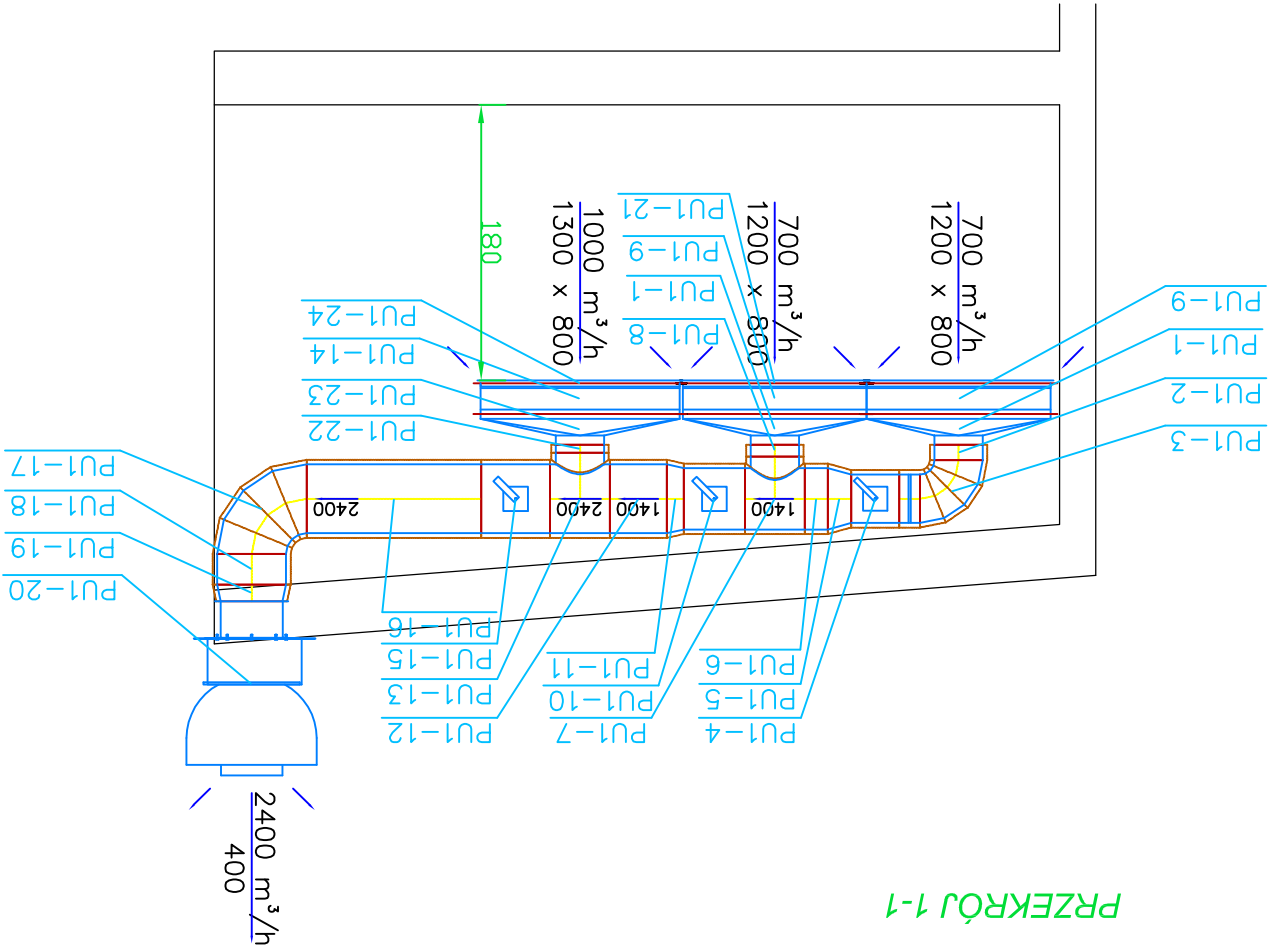 PRZEKRÓJ 1-1
2400 m³/h
400
PU1-4
PU1-5
PU1-6
PU1-7
PU1-10
PU1-11
PU1-12
PU1-13
PU1-15
PU1-16
PU1-20
PU1-19
PU1-18
PU1-17
2400
2400
1400
1400
PU1-3
PU1-2
PU1-1
PU1-9
PU1-22
PU1-23
PU1-14
PU1-24
PU1-8
PU1-1
PU1-9
PU1-21
180
1000 m³/h
1300 x 800
700 m³/h
1200 x 800
700 m³/h
1200 x 800